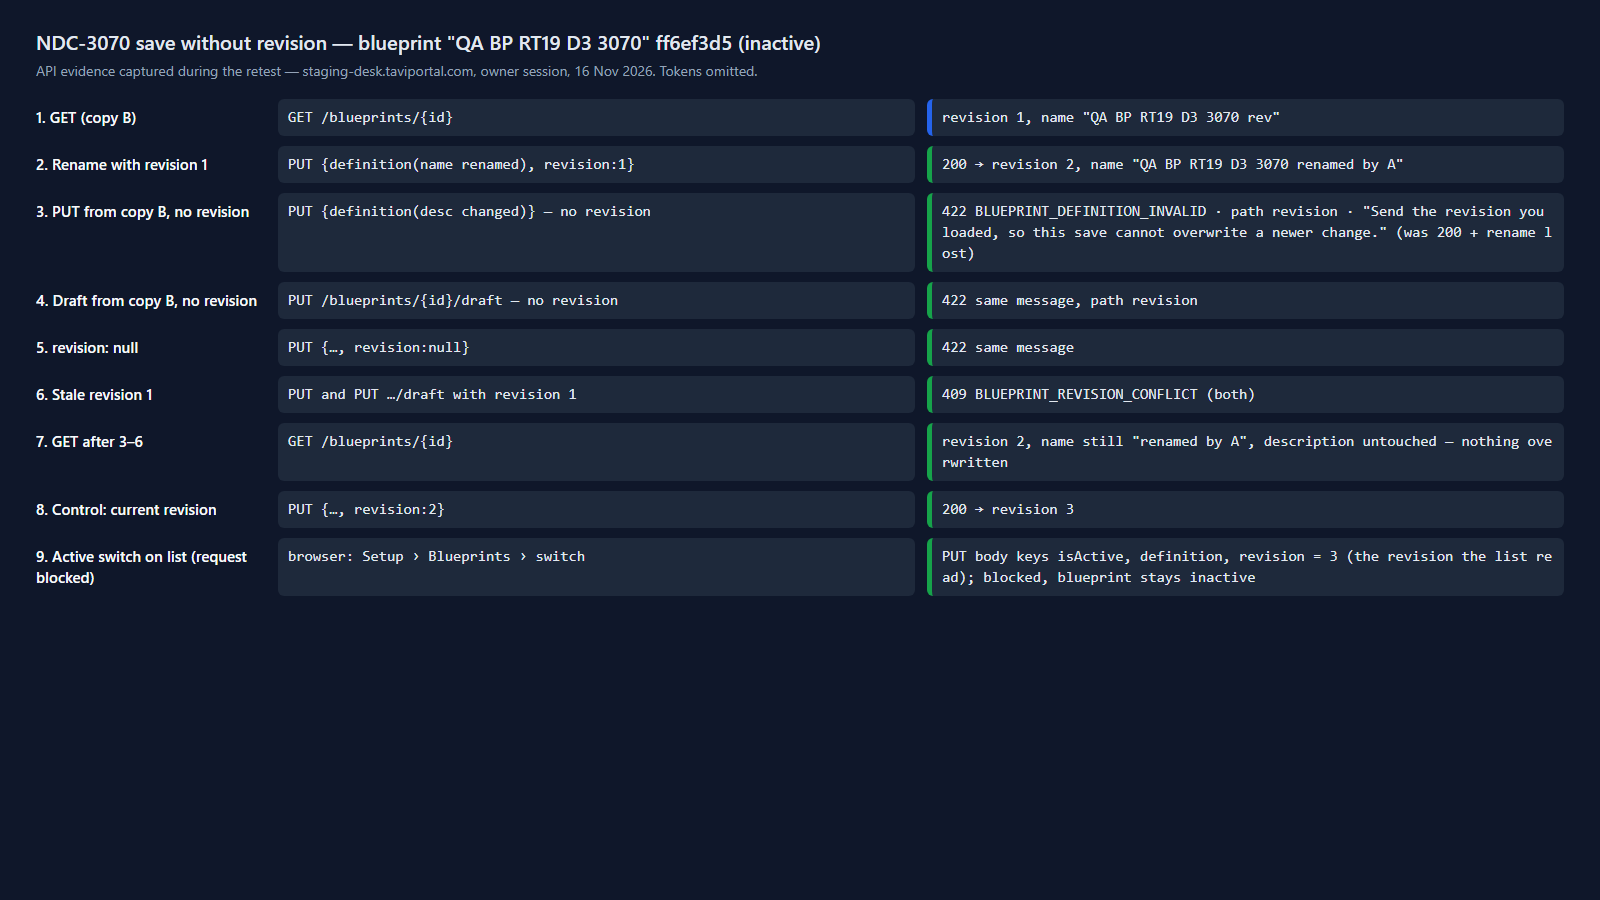 NDC-3070 save without revision — blueprint "QA BP RT19 D3 3070" ff6ef3d5 (inactive)
API evidence captured during the retest — staging-desk.taviportal.com, owner session, 16 Nov 2026. Tokens omitted.
1. GET (copy B)
GET /blueprints/{id}
revision 1, name "QA BP RT19 D3 3070 rev"
2. Rename with revision 1
PUT {definition(name renamed), revision:1}
200 → revision 2, name "QA BP RT19 D3 3070 renamed by A"
3. PUT from copy B, no revision
PUT {definition(desc changed)} — no revision
422 BLUEPRINT_DEFINITION_INVALID · path revision · "Send the revision you
loaded, so this save cannot overwrite a newer change." (was 200 + rename l
ost)
4. Draft from copy B, no revision
PUT /blueprints/{id}/draft — no revision
422 same message, path revision
5. revision: null
PUT {…, revision:null}
422 same message
6. Stale revision 1
PUT and PUT …/draft with revision 1
409 BLUEPRINT_REVISION_CONFLICT (both)
7. GET after 3–6
GET /blueprints/{id}
revision 2, name still "renamed by A", description untouched — nothing ove
rwritten
8. Control: current revision
PUT {…, revision:2}
200 → revision 3
9. Active switch on list (request
blocked)
browser: Setup › Blueprints › switch
PUT body keys isActive, definition, revision = 3 (the revision the list re
ad); blocked, blueprint stays inactive